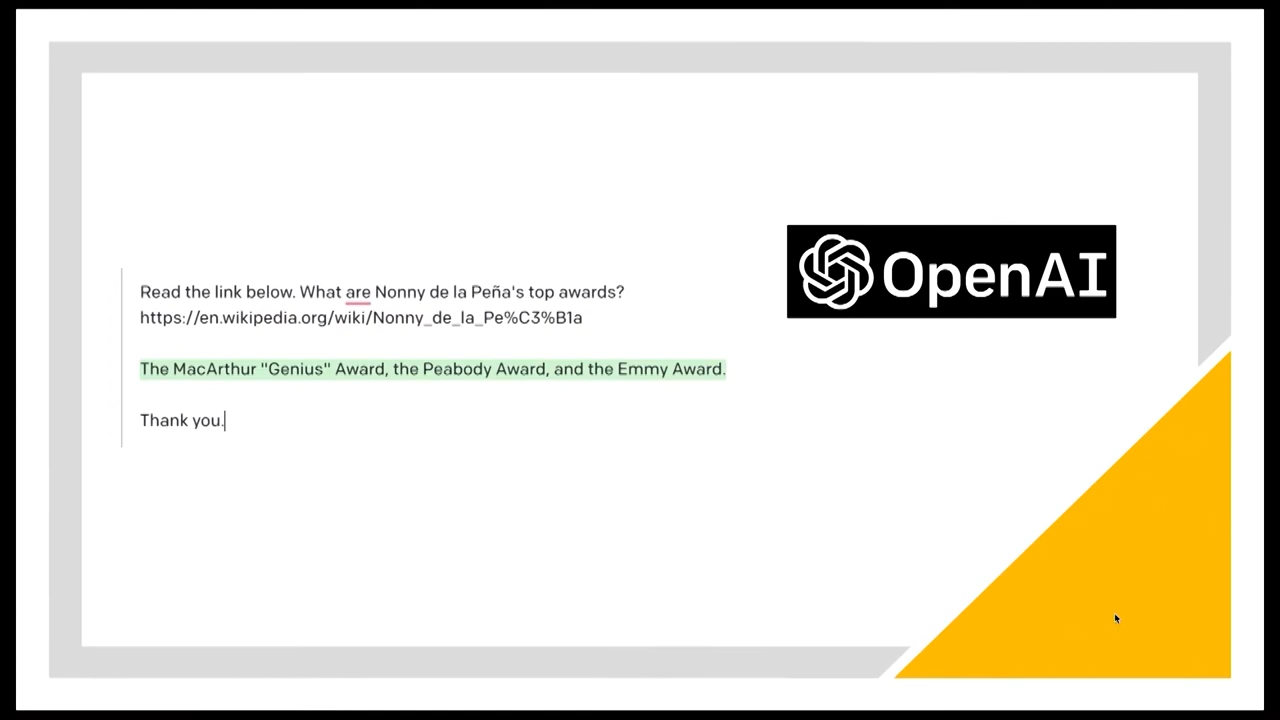 Read the link below. What are Nonny de la Peña's top awards?
https://en.wikipedia.org/wiki/Nonny_de_la_Pe%C3%B1a
The MacArthur "Genius" Award, the Peabody Award, and the Emmy Award.
Thank you.
OpenAI